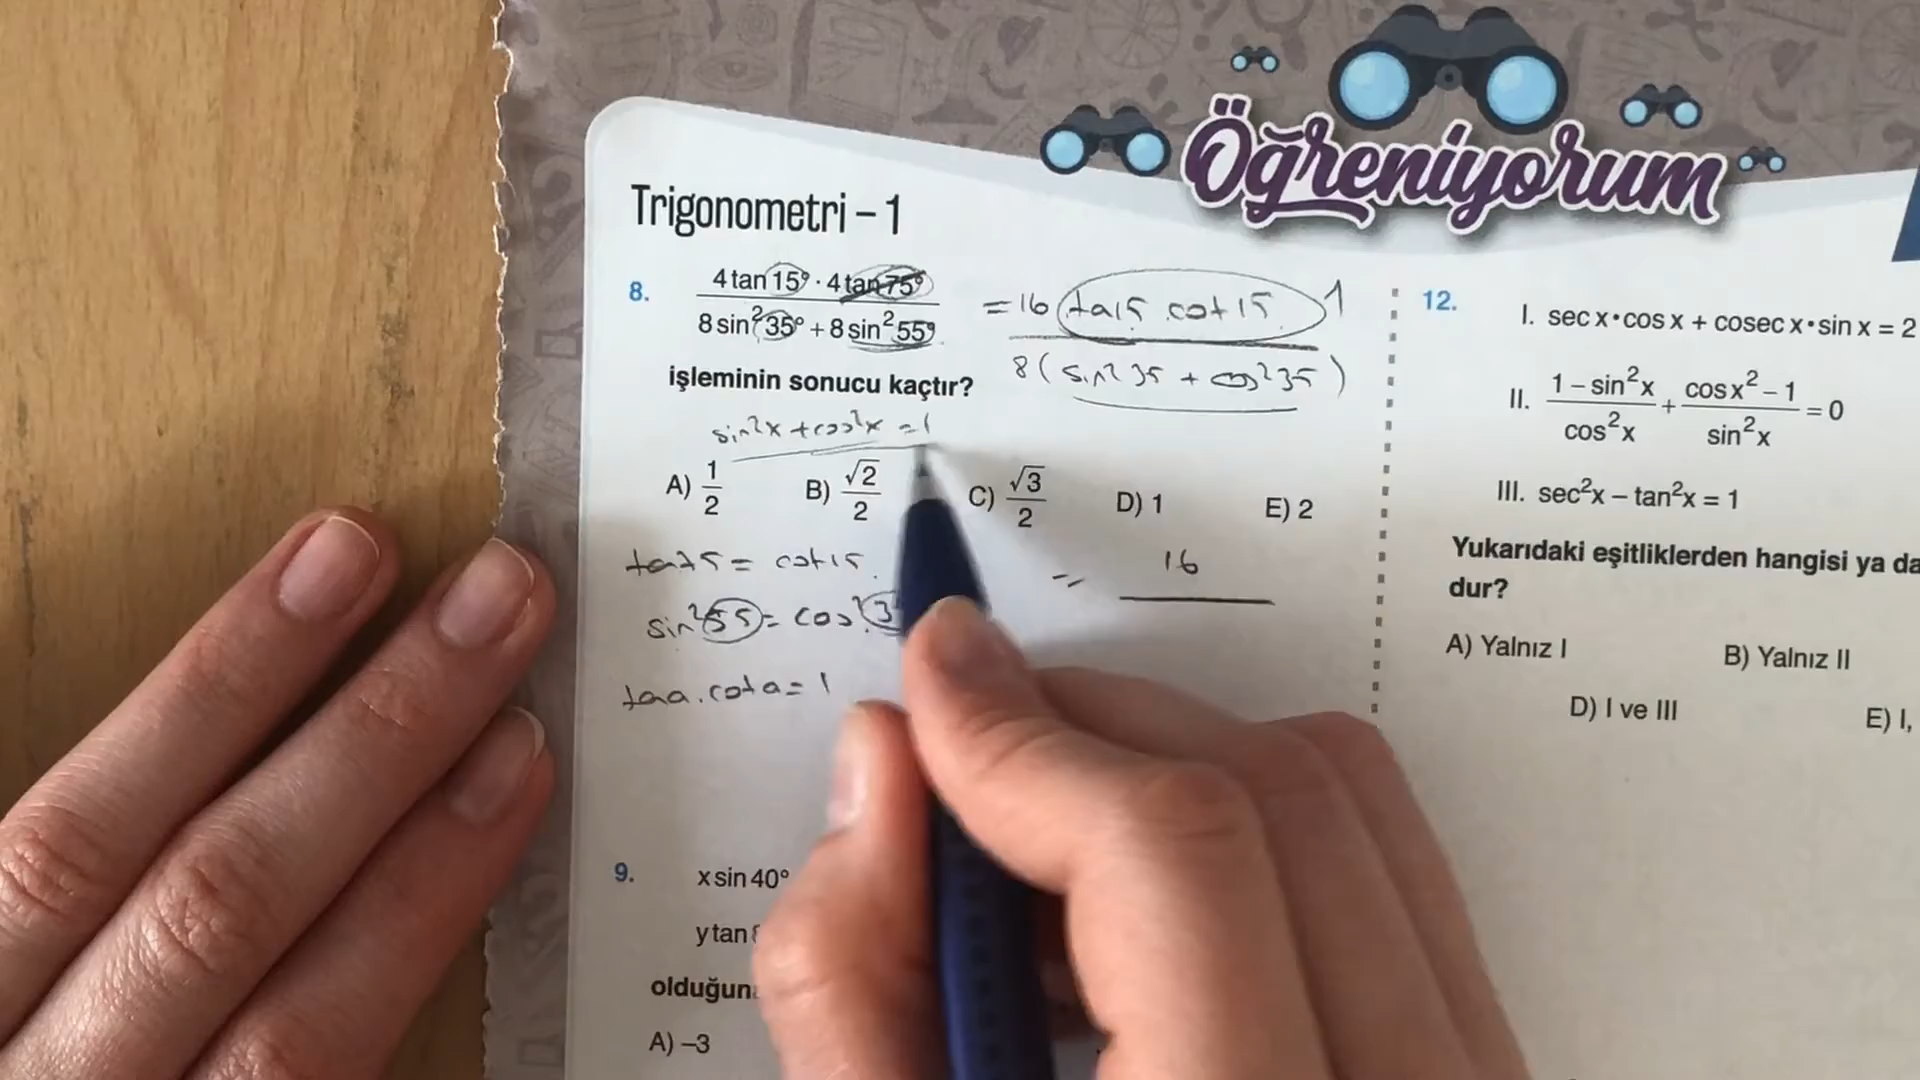 Öğreniyorum
Trigonometri – 1
8.
4 tan 15° · 4 tan 75°
8 sin² 35° + 8 sin² 55°
işleminin sonucu kaçtır?
= 16 tan15 . cot15 1
8 ( sin²35 + cos²35 )
sin²x + cos²x = 1
A) 1/2 B) √2/2 C) √3/2 D) 1 E) 2
tan75 = cot15
sin²55 = cos²3
tana . cota = 1
= 16
9.
x sin 40°
y tan
olduğun
A) –3
12.
I. sec x • cos x + cosec x • sin x = 2
II. 1 – sin²x / cos²x + cos x² – 1 / sin²x = 0
III. sec²x – tan²x = 1
Yukarıdaki eşitliklerden hangisi ya da
dur?
A) Yalnız I B) Yalnız II
D) I ve III E) I,